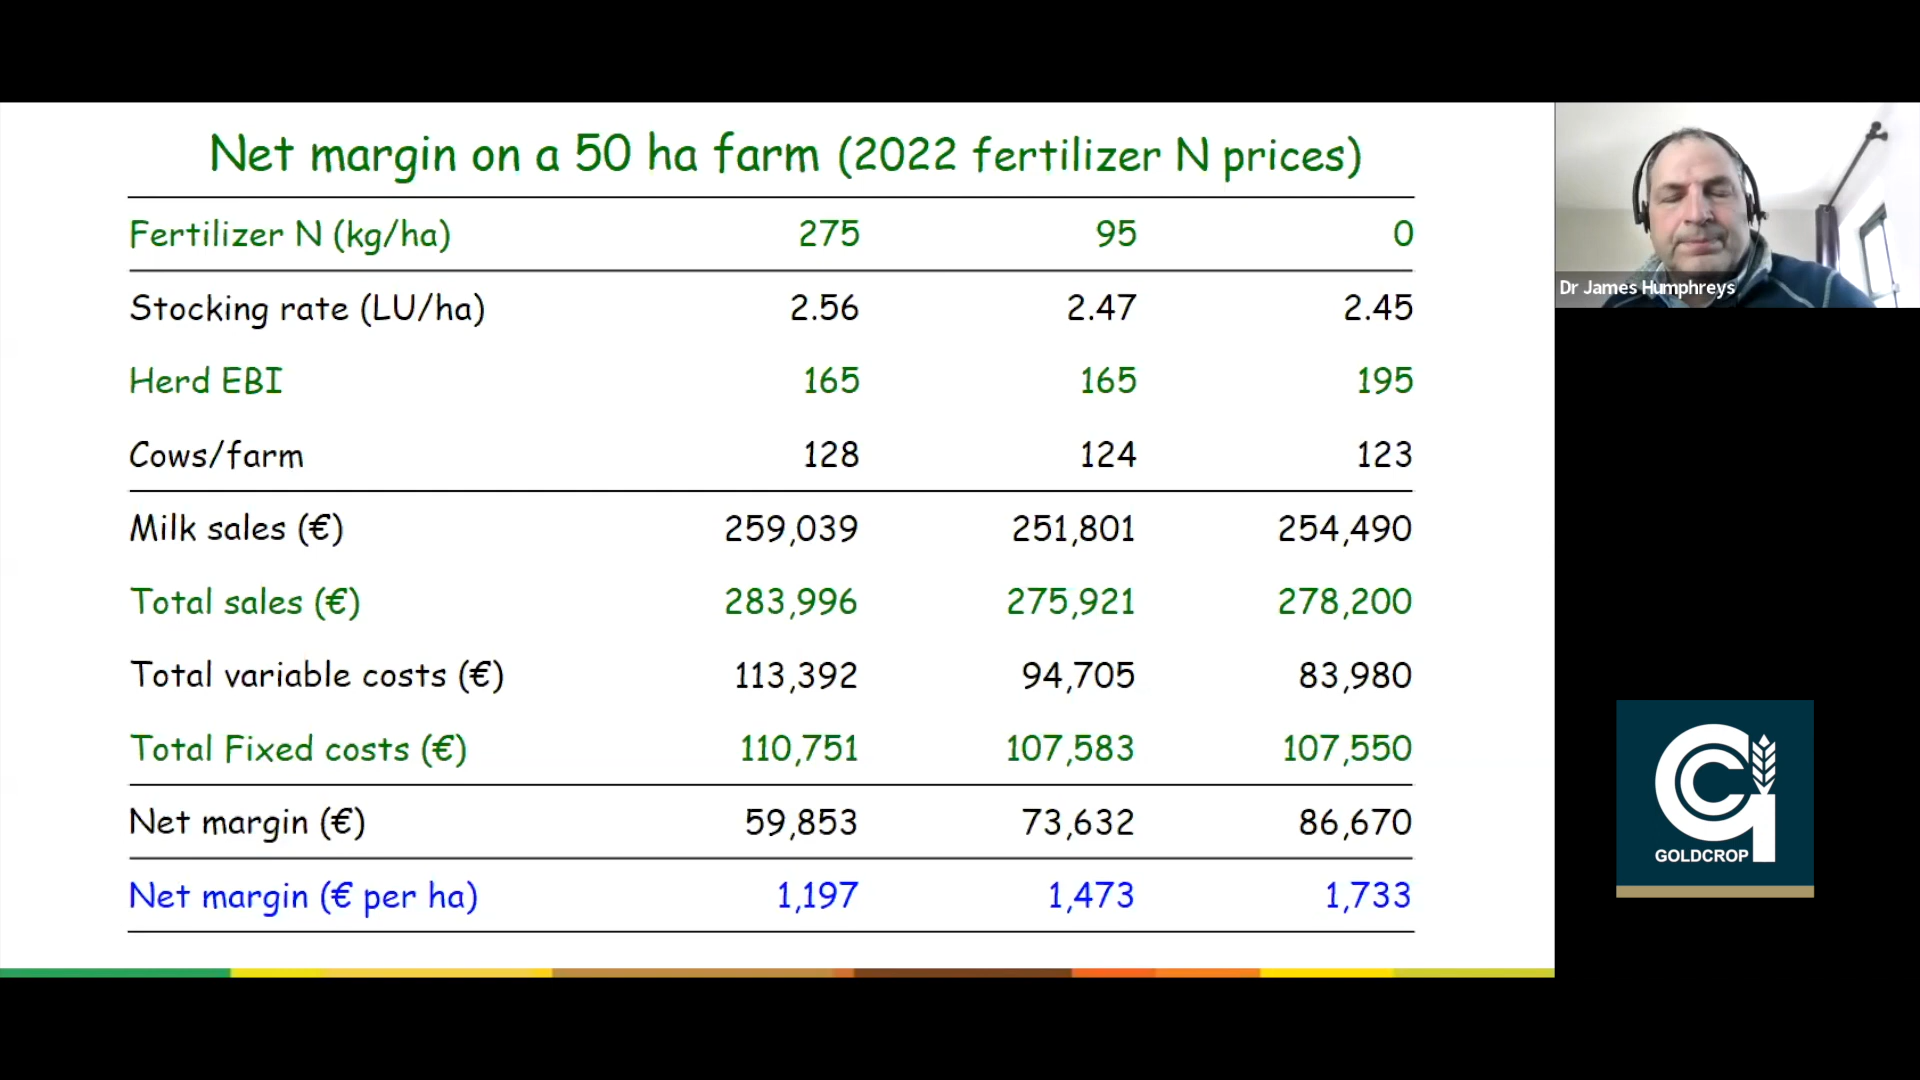 Net margin on a 50 ha farm (2022 fertilizer N prices)
Fertilizer N (kg/ha) 275 95 0
Stocking rate (LU/ha) 2.56 2.47 2.45
Herd EBI 165 165 195
Cows/farm 128 124 123
Milk sales (€) 259,039 251,801 254,490
Total sales (€) 283,996 275,921 278,200
Total variable costs (€) 113,392 94,705 83,980
Total Fixed costs (€) 110,751 107,583 107,550
Net margin (€) 59,853 73,632 86,670
Net margin (€ per ha) 1,197 1,473 1,733
Dr James Humphreys
GOLDCROP